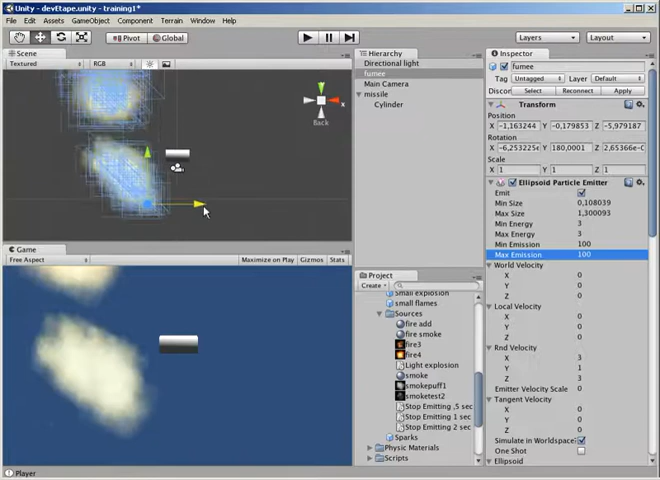 Unity - devEtape.unity - training1*
File Edit Assets GameObject Component Terrain Window Help
Pivot Global Layers Layout
Scene
Textured RGB
y
x
Back
Game
Free Aspect Maximize on Play Gizmos Stats
Hierarchy
Directional light
fumee
Main Camera
missile
Cylinder
Project
Create
Small explosion
small flames
Sources
fire add
fire smoke
fire3
fire4
Light explosion
smoke
smokepuff1
smoketest2
Stop Emitting ,5 sec
Stop Emitting 1 sec
Stop Emitting 2 sec
Sparks
Physic Materials
Scripts
Inspector
fumee
Tag Untagged Layer Default
Discon Select Reconnect Apply
Transform
Position
X -1,163244 Y -0,179853 Z -5,979187
Rotation
X -6,253225e Y 180,0001 Z 2,65366e-0
Scale
X 1 Y 1 Z 1
Ellipsoid Particle Emitter
Emit
Min Size 0,108039
Max Size 1,300093
Min Energy 3
Max Energy 3
Min Emission 100
Max Emission 100
World Velocity
X 0
Y 0
Z 0
Local Velocity
X 0
Y 0
Z 0
Rnd Velocity
X 3
Y 1
Z 3
Emitter Velocity Scale 0
Tangent Velocity
X 0
Y 0
Z 0
Simulate in Worldspace?
One Shot
Ellipsoid
Player